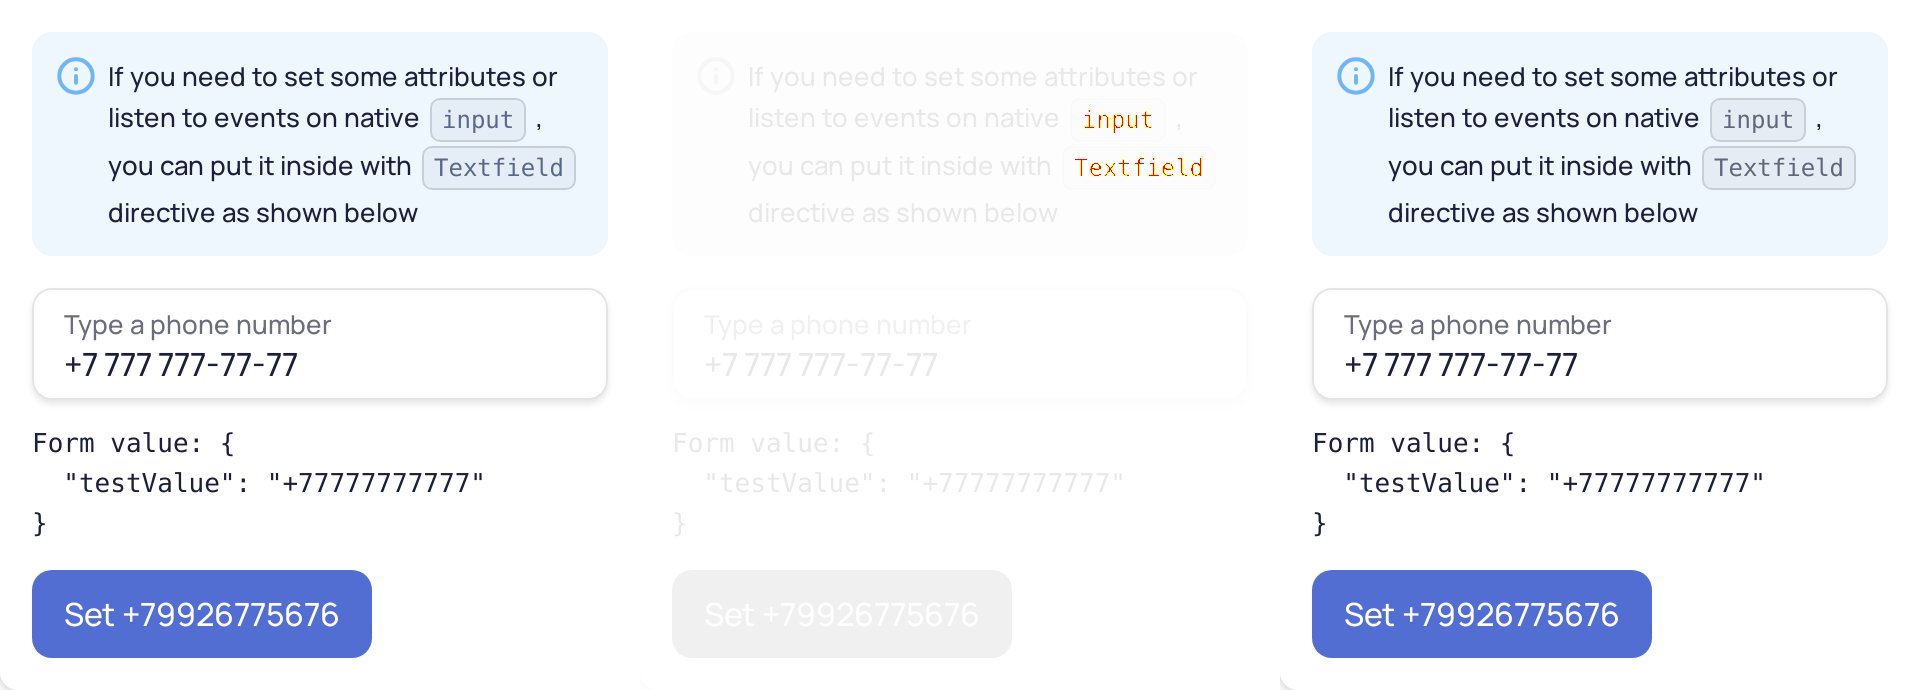 If you need to set some attributes or
listen to events on native input ,
you can put it inside with Textfield
directive as shown below
Type a phone number
+7 777 777-77-77
Form value: {
"testValue": "+77777777777"
}
Set +79926775676
If you need to set some attributes or
listen to events on native input ,
you can put it inside with Textfield
directive as shown below
Type a phone number
+7 777 777-77-77
Form value: {
"testValue": "+77777777777"
}
Set +79926775676
If you need to set some attributes or
listen to events on native input ,
you can put it inside with Textfield
directive as shown below
Type a phone number
+7 777 777-77-77
Form value: {
"testValue": "+77777777777"
}
Set +79926775676